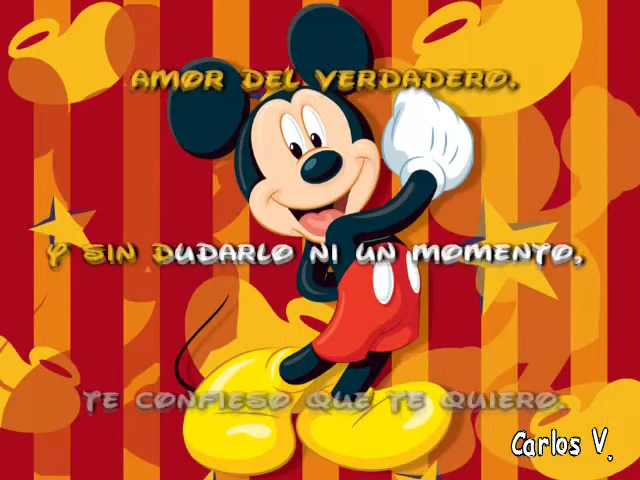 AMOR DEL VERDADERO.
Y SIN DUDARLO NI UN MOMENTO,
TE CONFIESO QUE TE QUIERO.
Carlos V.